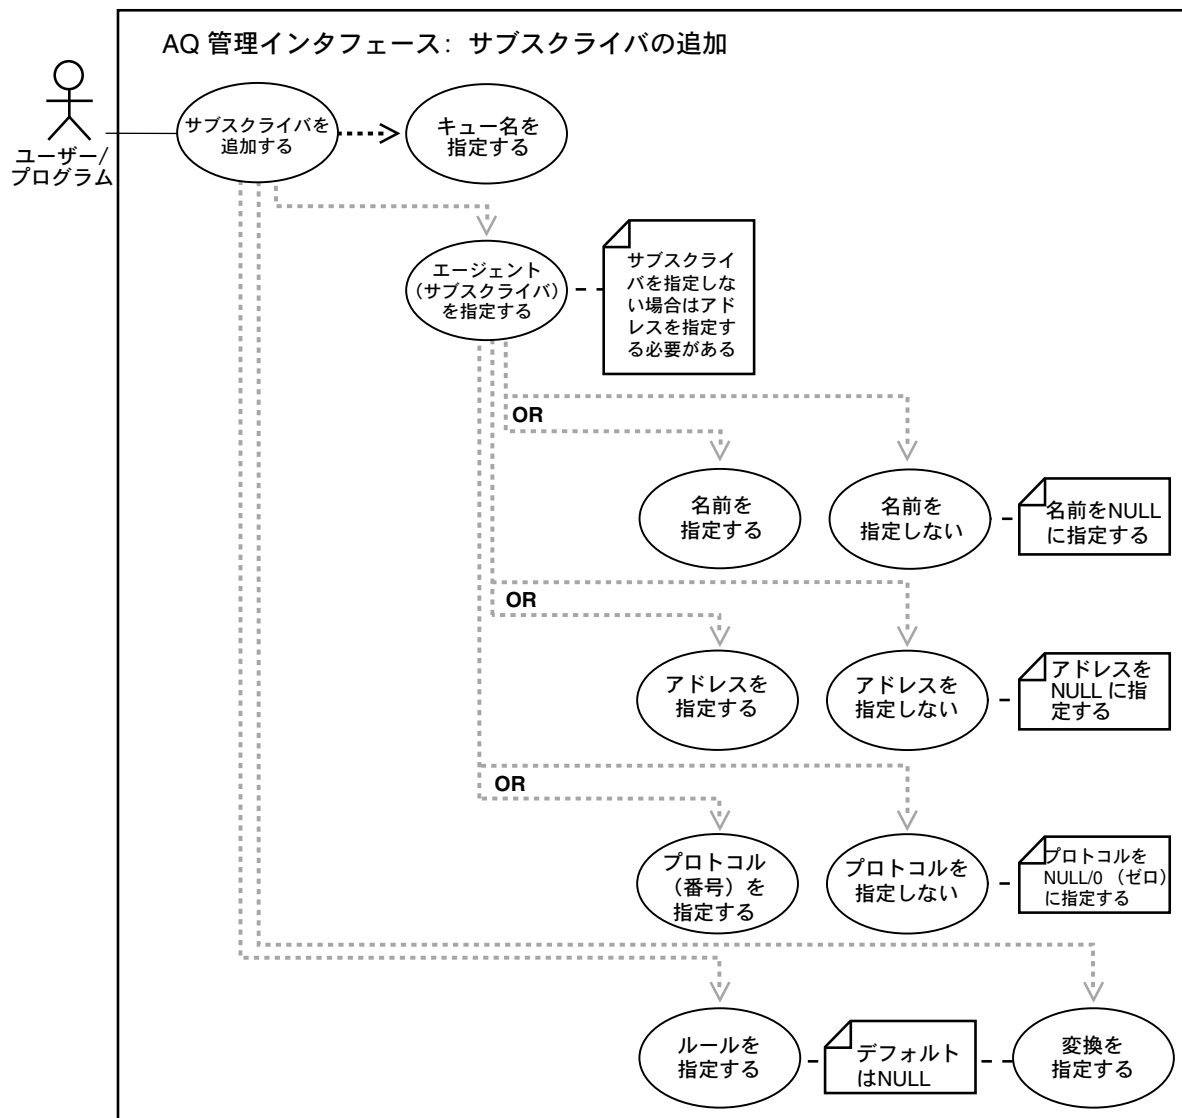 AQ 管理インタフェース: サブスクライバの追加
ユーザー/
プログラム
サブスクライバを
追加する
キュー名を
指定する
エージェント
(サブスクライバ)
を指定する
サブスクライ
バを指定しな
い場合はアド
レスを指定す
る必要がある
OR
名前を
指定する
名前を
指定しない
名前をNULL
に指定する
OR
アドレスを
指定する
アドレスを
指定しない
アドレスを
NULL に指
定する
OR
プロトコル
(番号)を
指定する
プロトコルを
指定しない
プロトコルを
NULL/0 (ゼロ)
に指定する
ルールを
指定する
デフォルト
はNULL
変換を
指定する